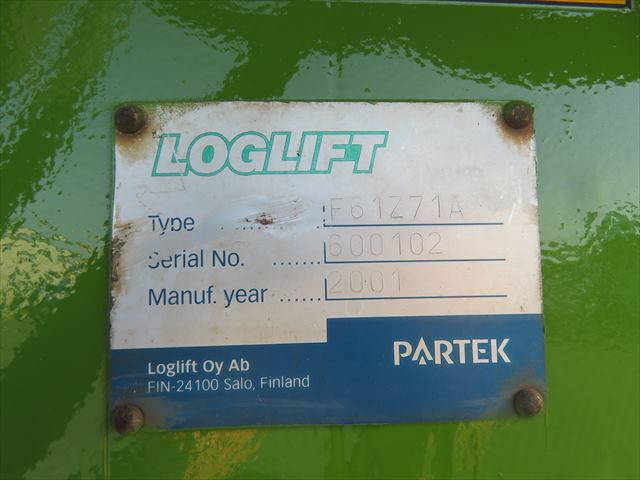 LOGLIFT
Type ........... F61Z71A
Serial No. ....... 600102
Manuf. year ...... 2001
Loglift Oy Ab
FIN-24100 Salo, Finland
PARTEK